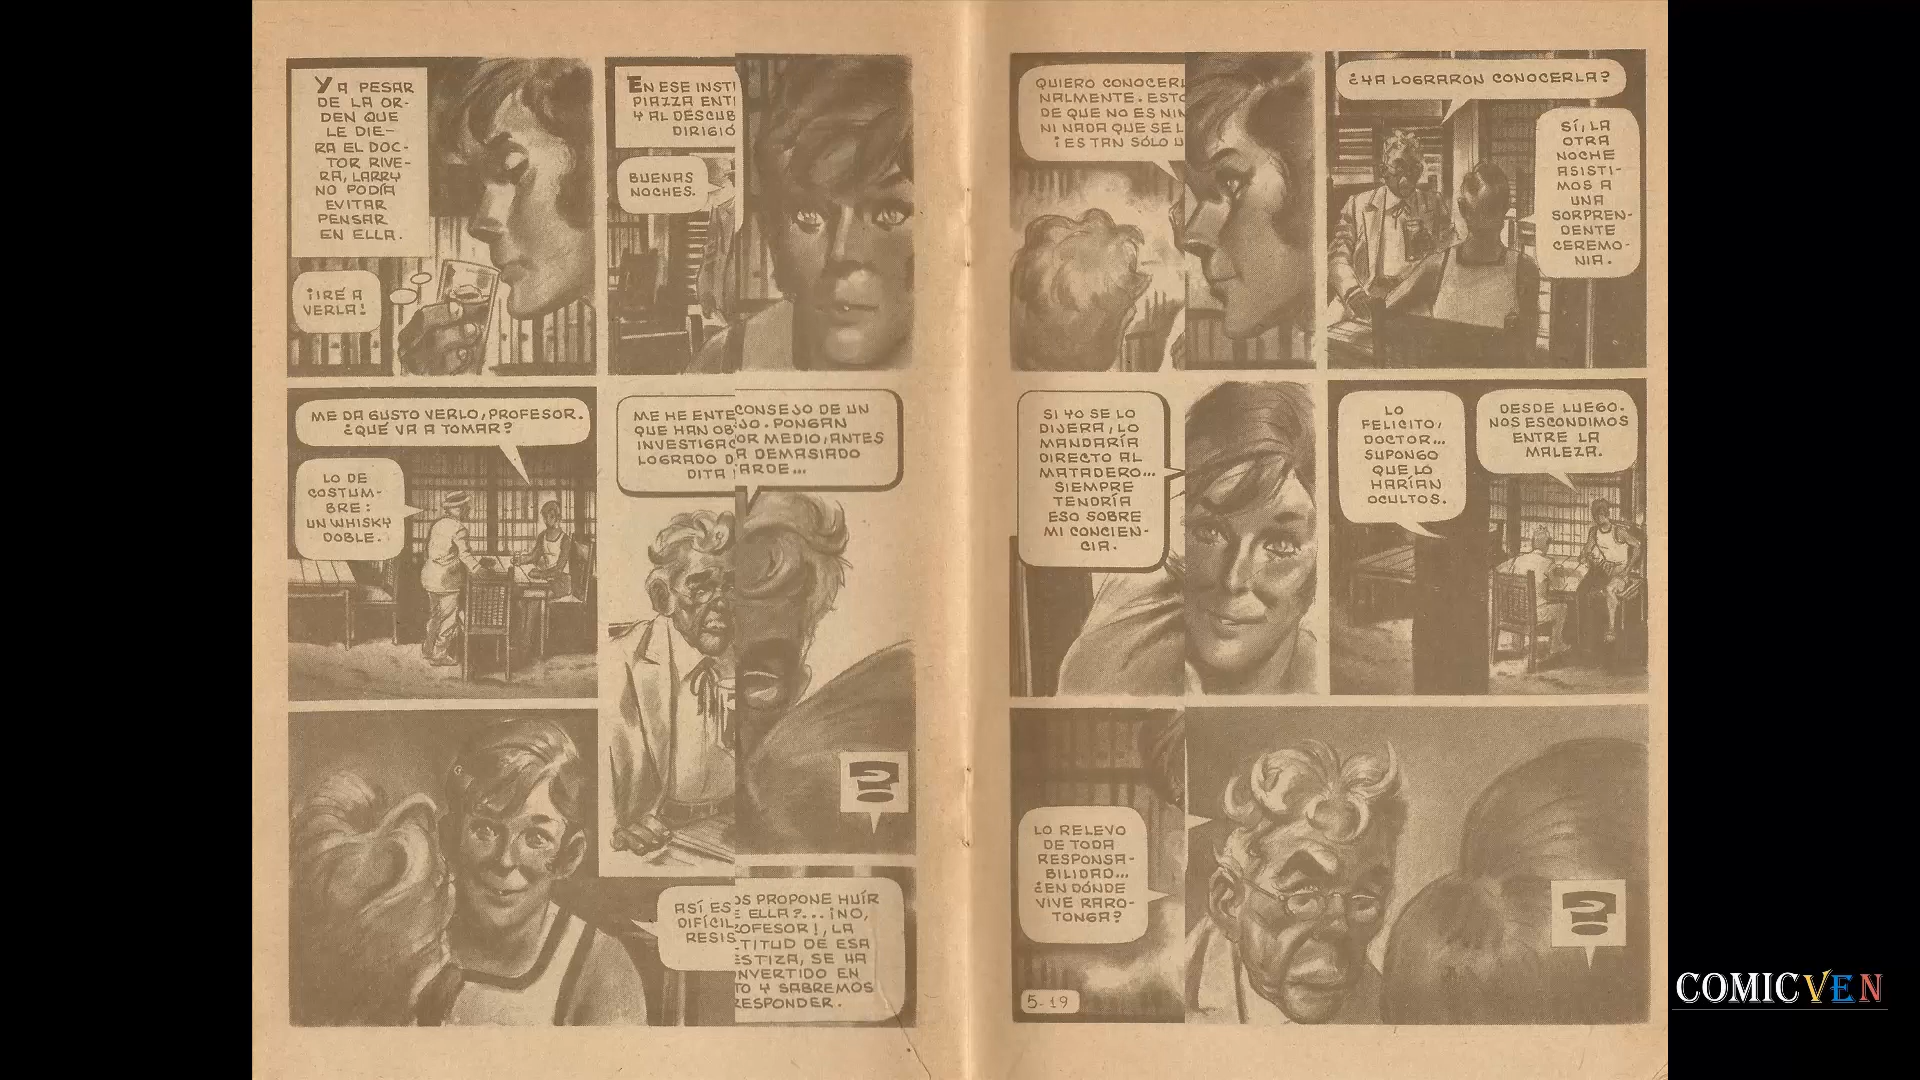 YA PESAR
DE LA OR-
DEN QUE
LE DIE-
RA EL DOC-
TOR RIVE-
RA, LARRY
NO PODÍA
EVITAR
PENSAR
EN ELLA.
¡IRÉ A
VERLA!
EN ESE INST
PIAZZA ENT
Y AL DESCUB
DIRIGIÓ
BUENAS
NOCHES.
ME DA GUSTO VERLO, PROFESOR.
¿QUÉ VA A TOMAR?
LO DE
COSTUM-
BRE:
UN WHISKY
DOBLE.
ME HE ENTE
QUE HAN OB
INVESTIGAC
LOGRADO D
DITA
CONSEJO DE UN
JO. PONGAN
OR MEDIO, ANTES
A DEMASIADO
ARDE...
?
ASÍ ES
DIFÍCIL
RESIS
OS PROPONE HUÍR
E ELLA?... ¡NO,
OFESOR!, LA
TITUD DE ESA
ESTIZA, SE HA
NVERTIDO EN
TO Y SABREMOS
RESPONDER.
QUIERO CONOCERL
NALMENTE. ESTO
DE QUE NO ES NIN
NI NADA QUE SE L
¡ES TAN SÓLO U
¿YA LOGRARON CONOCERLA?
SÍ, LA
OTRA
NOCHE
ASISTI-
MOS A
UNA
SORPREN-
DENTE
CEREMO-
NIA.
SI YO SE LO
DIJERA, LO
MANDARÍA
DIRECTO AL
MATADERO...
SIEMPRE
TENDRÍA
ESO SOBRE
MI CONCIEN-
CIA.
LO
FELICITO,
DOCTOR...
SUPONGO
QUE LO
HARÍAN
OCULTOS.
DESDE LUEGO.
NOS ESCONDIMOS
ENTRE LA
MALEZA.
LO RELEVO
DE TODA
RESPONSA-
BILIDAD...
¿EN DÓNDE
VIVE RARO-
TONGA?
?
5-19
COMICVEN